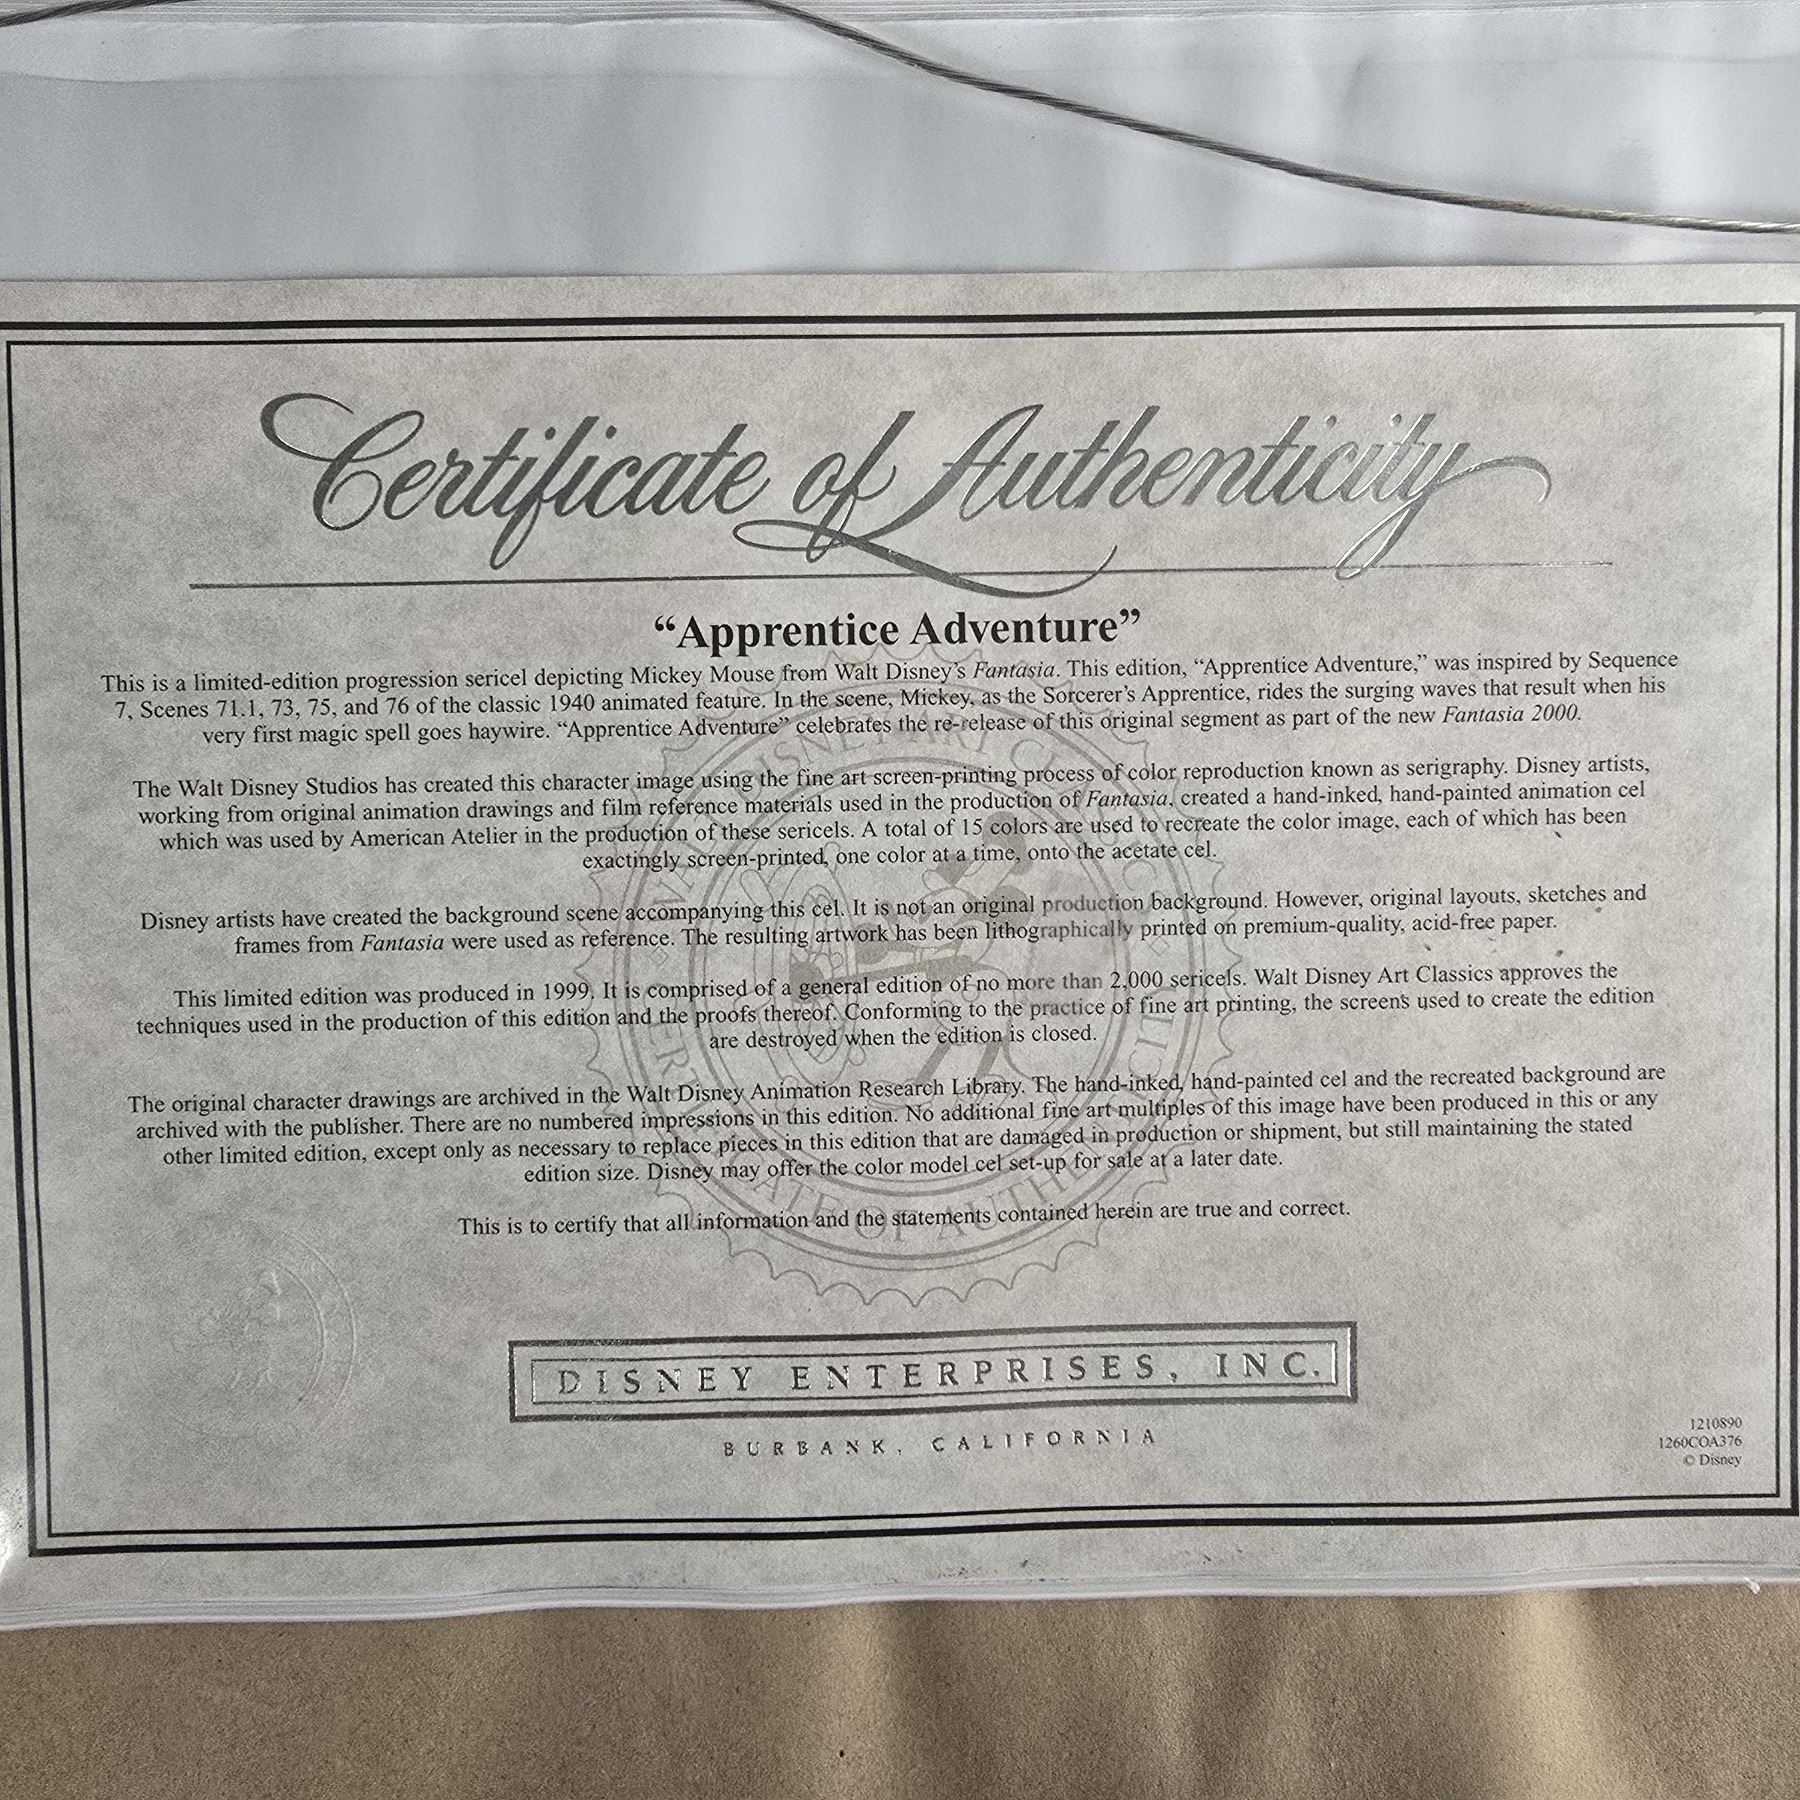 Certificate of Authenticity
“Apprentice Adventure”
This is a limited-edition progression sericel depicting Mickey Mouse from Walt Disney’s Fantasia. This edition, “Apprentice Adventure,” was inspired by Sequence
7, Scenes 71.1, 73, 75, and 76 of the classic 1940 animated feature. In the scene, Mickey, as the Sorcerer’s Apprentice, rides the surging waves that result when his
very first magic spell goes haywire. “Apprentice Adventure” celebrates the re-release of this original segment as part of the new Fantasia 2000.
The Walt Disney Studios has created this character image using the fine art screen-printing process of color reproduction known as serigraphy. Disney artists,
working from original animation drawings and film reference materials used in the production of Fantasia, created a hand-inked, hand-painted animation cel
which was used by American Atelier in the production of these sericels. A total of 15 colors are used to recreate the color image, each of which has been
exactingly screen-printed, one color at a time, onto the acetate cel.
Disney artists have created the background scene accompanying this cel. It is not an original production background. However, original layouts, sketches and
frames from Fantasia were used as reference. The resulting artwork has been lithographically printed on premium-quality, acid-free paper.
This limited edition was produced in 1999. It is comprised of a general edition of no more than 2,000 sericels. Walt Disney Art Classics approves the
techniques used in the production of this edition and the proofs thereof. Conforming to the practice of fine art printing, the screens used to create the edition
are destroyed when the edition is closed.
The original character drawings are archived in the Walt Disney Animation Research Library. The hand-inked, hand-painted cel and the recreated background are
archived with the publisher. There are no numbered impressions in this edition. No additional fine art multiples of this image have been produced in this or any
other limited edition, except only as necessary to replace pieces in this edition that are damaged in production or shipment, but still maintaining the stated
edition size. Disney may offer the color model cel set-up for sale at a later date.
This is to certify that all information and the statements contained herein are true and correct.
DISNEY ENTERPRISES, INC.
BURBANK, CALIFORNIA
1210890
1260COA376
© Disney